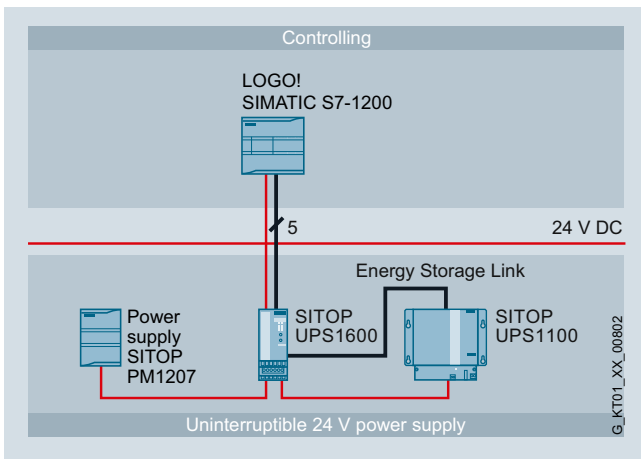 Controlling
LOGO!
SIMATIC S7-1200
5
24 V DC
Energy Storage Link
Power
supply
SITOP
PM1207
SITOP
UPS1600
SITOP
UPS1100
G_KT01_XX_00802
Uninterruptible 24 V power supply